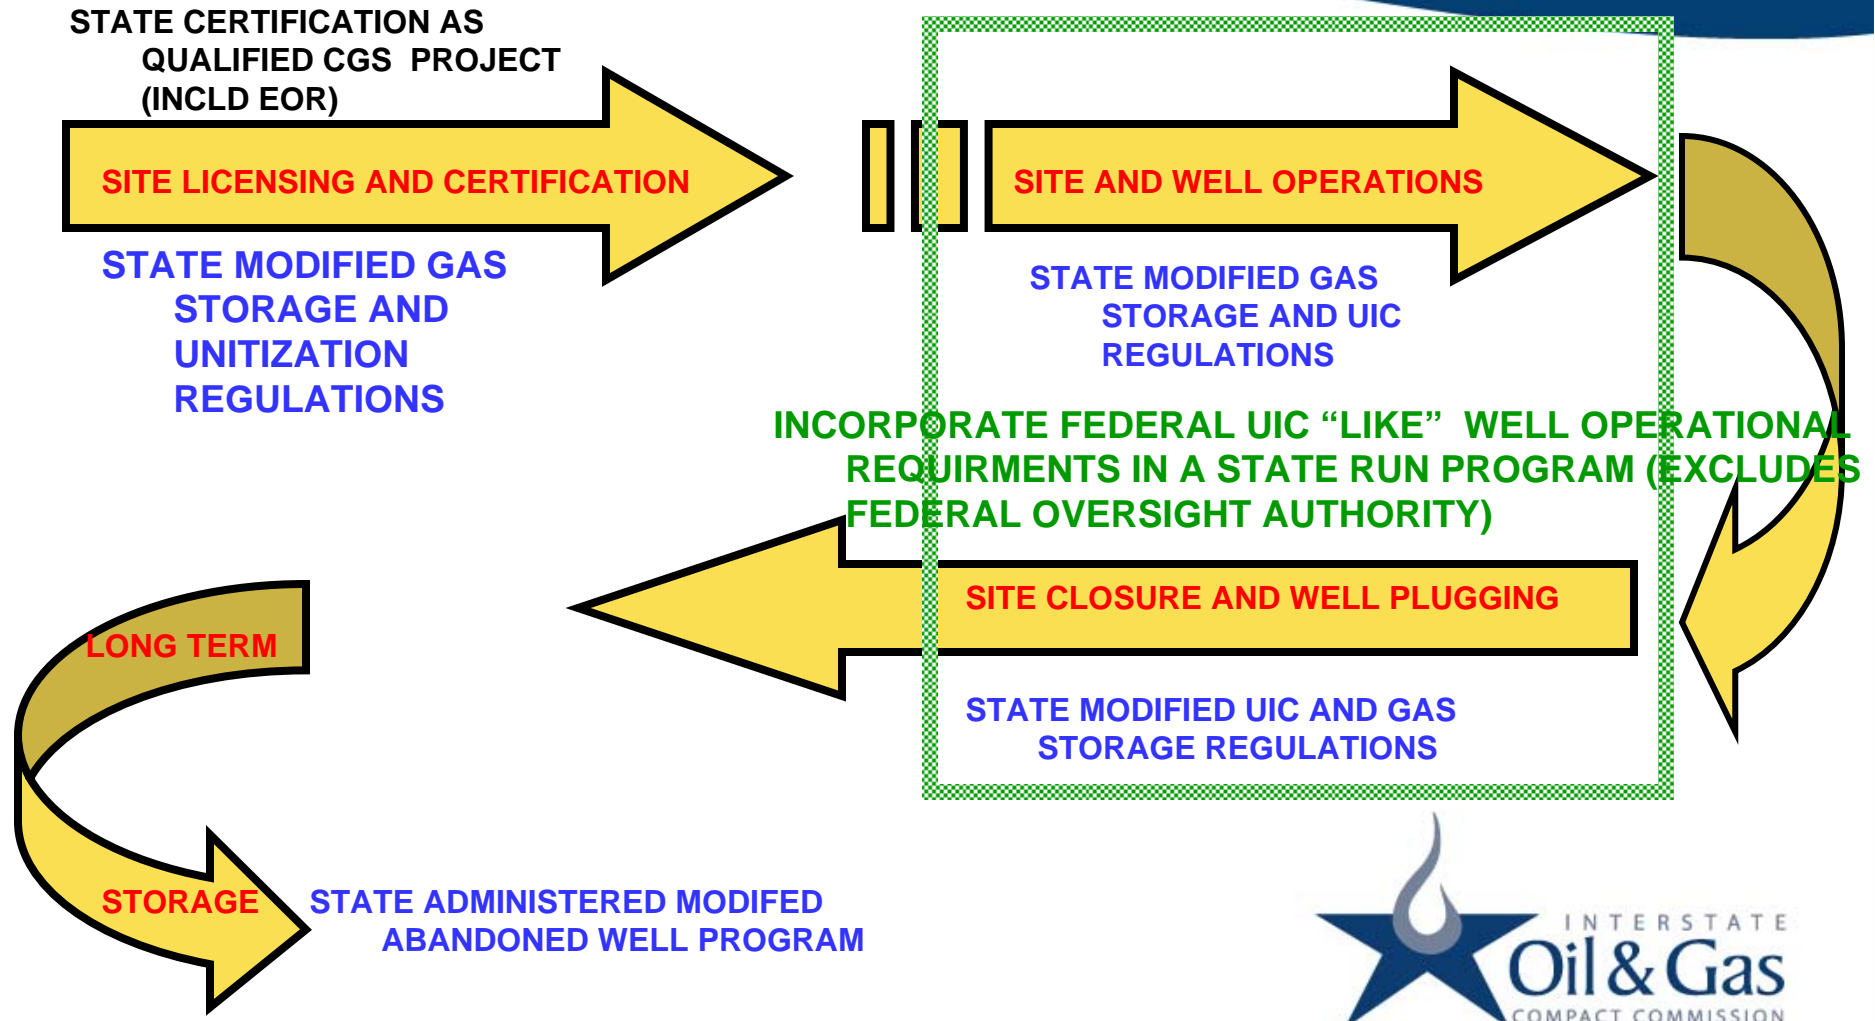 STATE CERTIFICATION AS
QUALIFIED CGS PROJECT
(INCLD EOR)
SITE LICENSING AND CERTIFICATION
STATE MODIFIED GAS
STORAGE AND
UNITIZATION
REGULATIONS
SITE AND WELL OPERATIONS
STATE MODIFIED GAS
STORAGE AND UIC
REGULATIONS
INCORPORATE FEDERAL UIC “LIKE” WELL OPERATIONAL
REQUIRMENTS IN A STATE RUN PROGRAM (EXCLUDES
FEDERAL OVERSIGHT AUTHORITY)
SITE CLOSURE AND WELL PLUGGING
STATE MODIFIED UIC AND GAS
STORAGE REGULATIONS
LONG TERM
STORAGE
STATE ADMINISTERED MODIFED
ABANDONED WELL PROGRAM
INTERSTATE
Oil & Gas
COMPACT COMMISSION